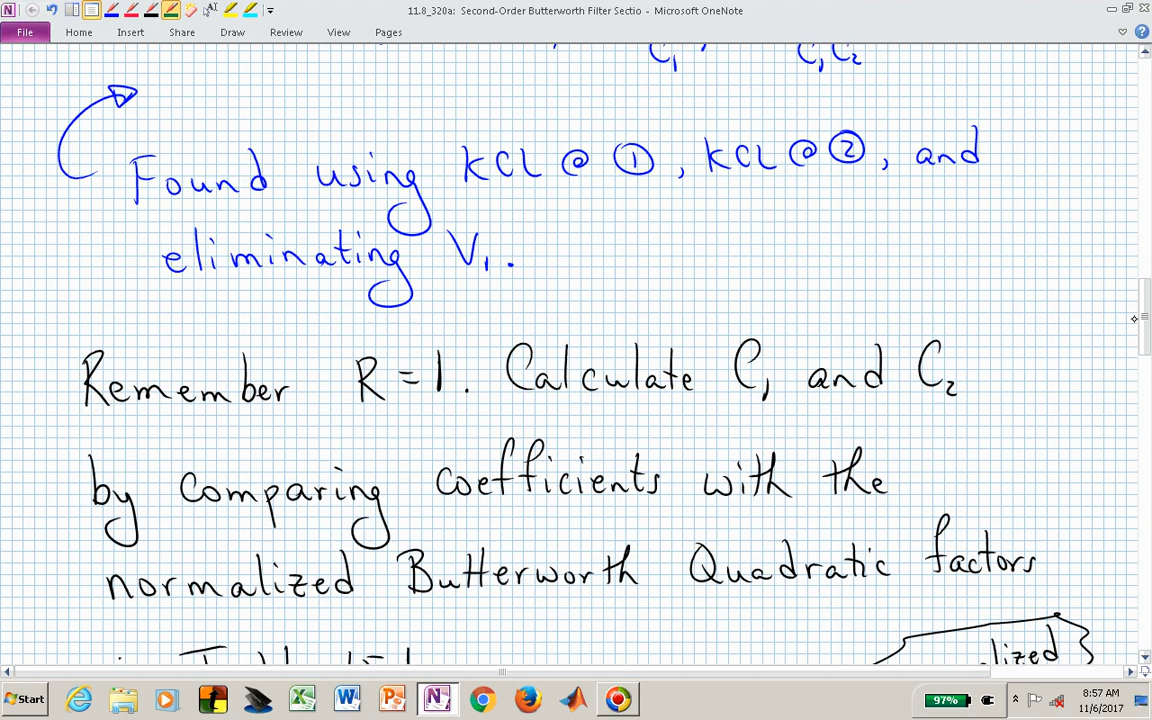 11.8_320a: Second-Order Butterworth Filter Sectio - Microsoft OneNote
File Home Insert Share Draw Review View Pages
C₁ C₁C₂
Found using KCL @ ①, KCL @ ②, and
eliminating V₁.
Remember R = 1. Calculate C₁ and C₂
by comparing coefficients with the
normalized Butterworth Quadratic factors
Start
97%
8:57 AM
11/6/2017